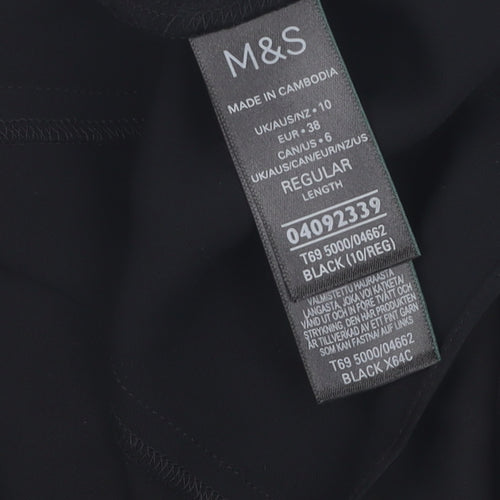 M&S
MADE IN CAMBODIA
UK/AUS/NZ • 10
EUR • 38
CAN/US • 6
UK/AUS/CAN/EUR/NZ/US
REGULAR
LENGTH
04092339
T69 5000/04662
BLACK (10/REG)
VALMISTETTU HAURAASTA
LANGASTA, JOKA VOI KATKETA/
VÄND UT OCH IN FÖRE TVÄTT OCH
STRYKNING, DEN HÄR PRODUKTEN
ÄR TILLVERKAD AV ETT FINT GARN
SOM KAN FASTNA/ OFF LINKS
T69 5000/04662
BLACK X64C